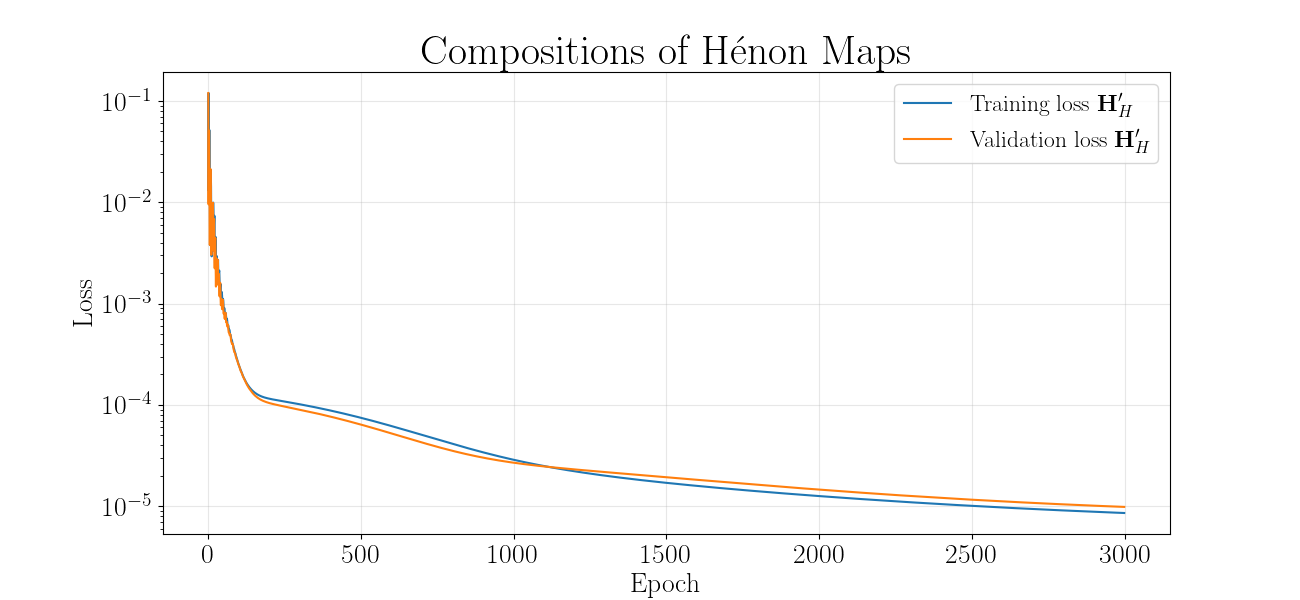 Compositions of Hénon Maps
Training loss H′_H
Validation loss H′_H
10⁻¹
10⁻²
10⁻³
10⁻⁴
10⁻⁵
Loss
0 500 1000 1500 2000 2500 3000
Epoch